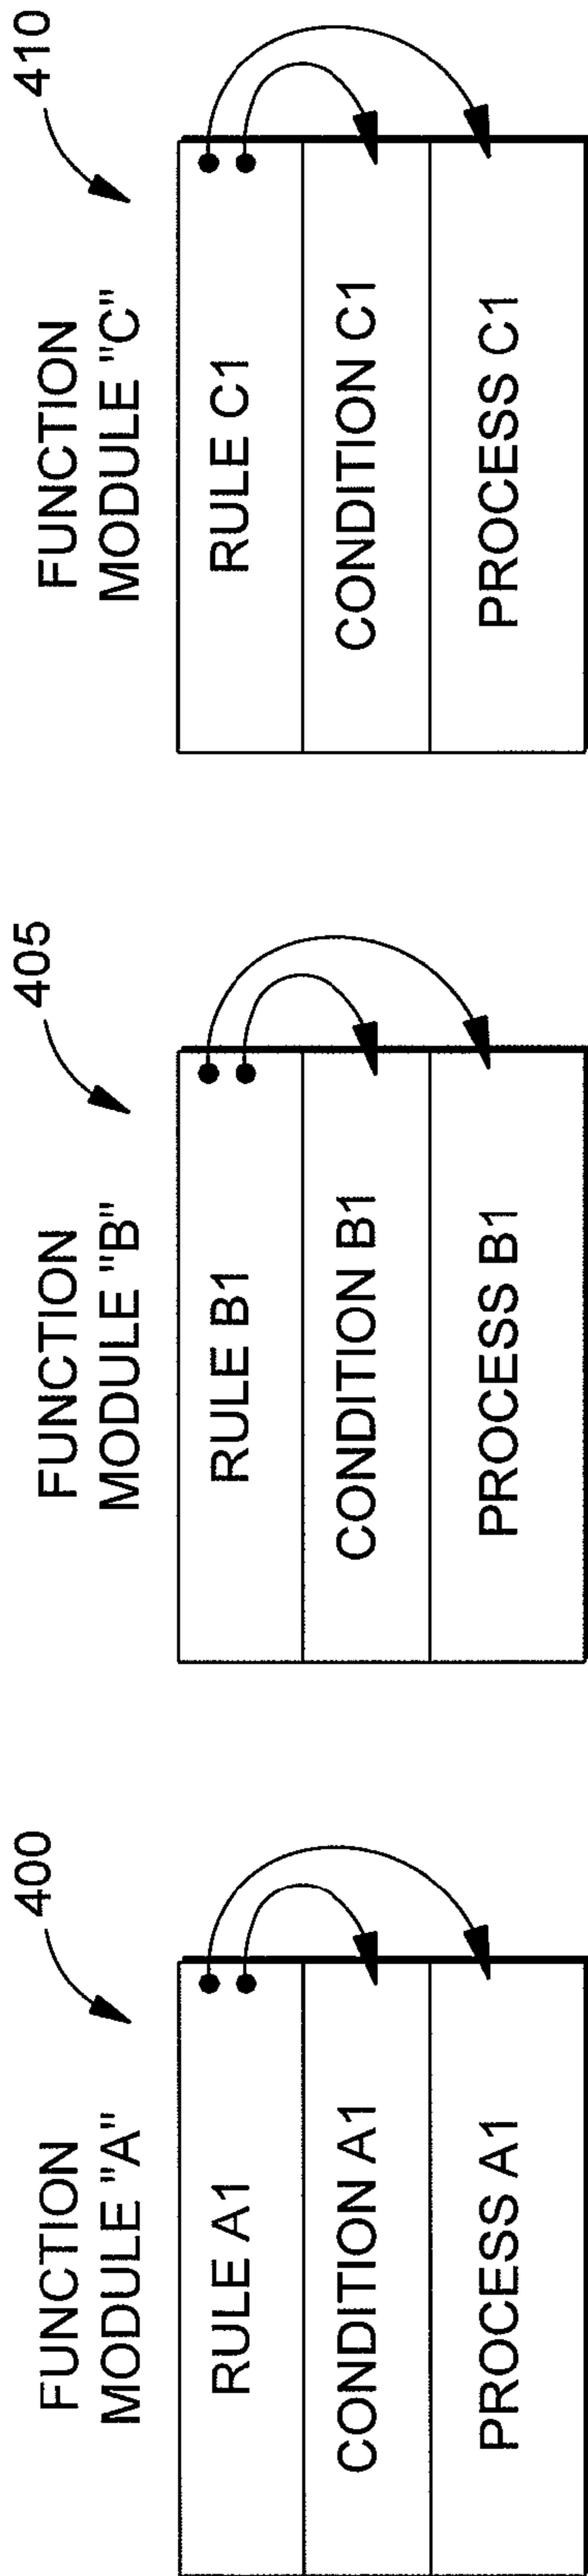 FUNCTION
MODULE "A"
400
RULE A1
CONDITION A1
PROCESS A1
FUNCTION
MODULE "B"
405
RULE B1
CONDITION B1
PROCESS B1
FUNCTION
MODULE "C"
410
RULE C1
CONDITION C1
PROCESS C1